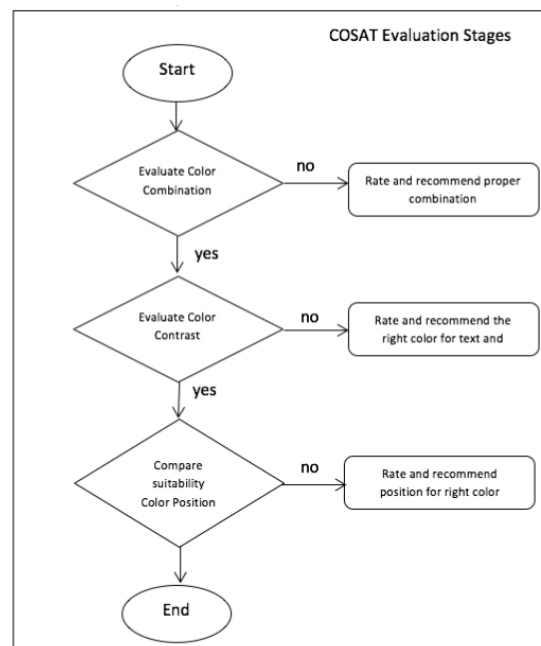 COSAT Evaluation Stages
Start
Evaluate Color
Combination
no
Rate and recommend proper
combination
yes
Evaluate Color
Contrast
no
Rate and recommend the
right color for text and
yes
Compare
suitability
Color Position
no
Rate and recommend
position for right color
End